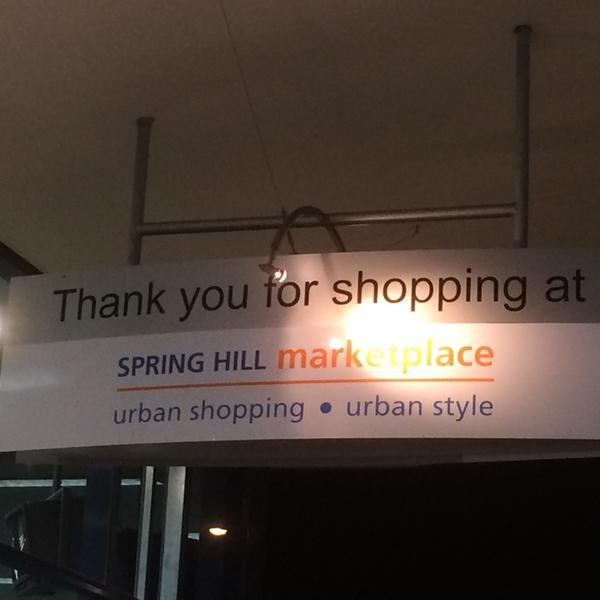 Thank you for shopping at
SPRING HILL marketplace
urban shopping • urban style